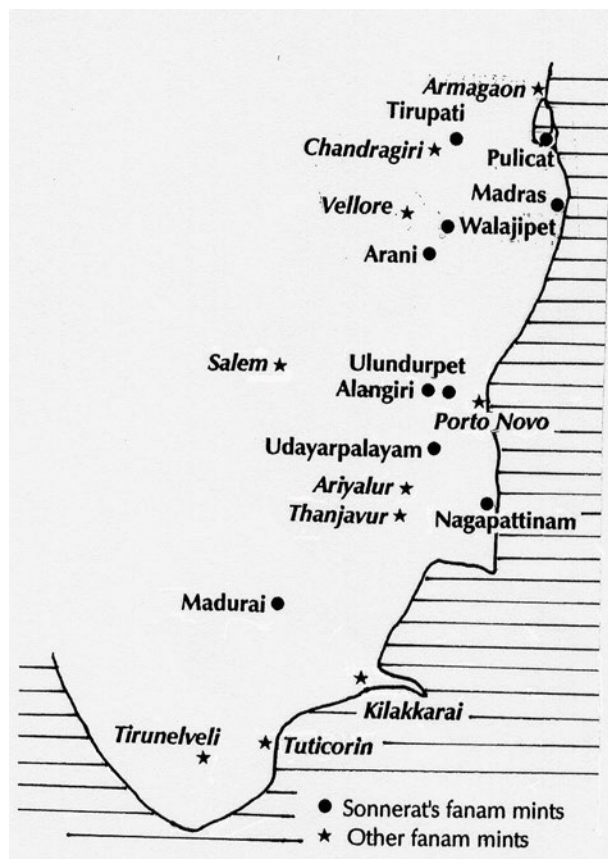 Armagaon
Tirupati
Chandragiri
Pulicat
Madras
Vellore
Walajipet
Arani
Salem
Ulundurpet
Alangiri
Porto Novo
Udayarpalayam
Ariyalur
Thanjavur
Nagapattinam
Madurai
Kilakkarai
Tirunelveli
Tuticorin
Sonnerat's fanam mints
Other fanam mints